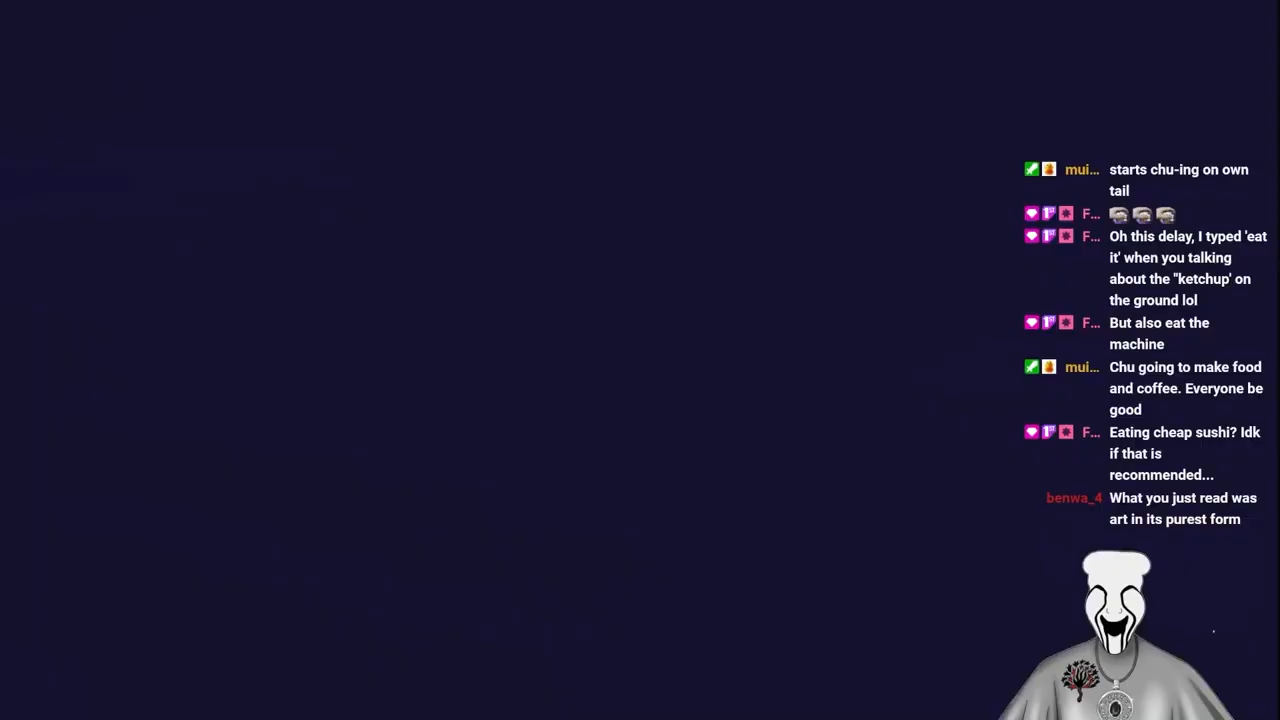 mui... starts chu-ing on own
tail
F...
F... Oh this delay, I typed 'eat
it' when you talking
about the "ketchup' on
the ground lol
F... But also eat the
machine
mui... Chu going to make food
and coffee. Everyone be
good
F... Eating cheap sushi? Idk
if that is
recommended...
benwa_4 What you just read was
art in its purest form